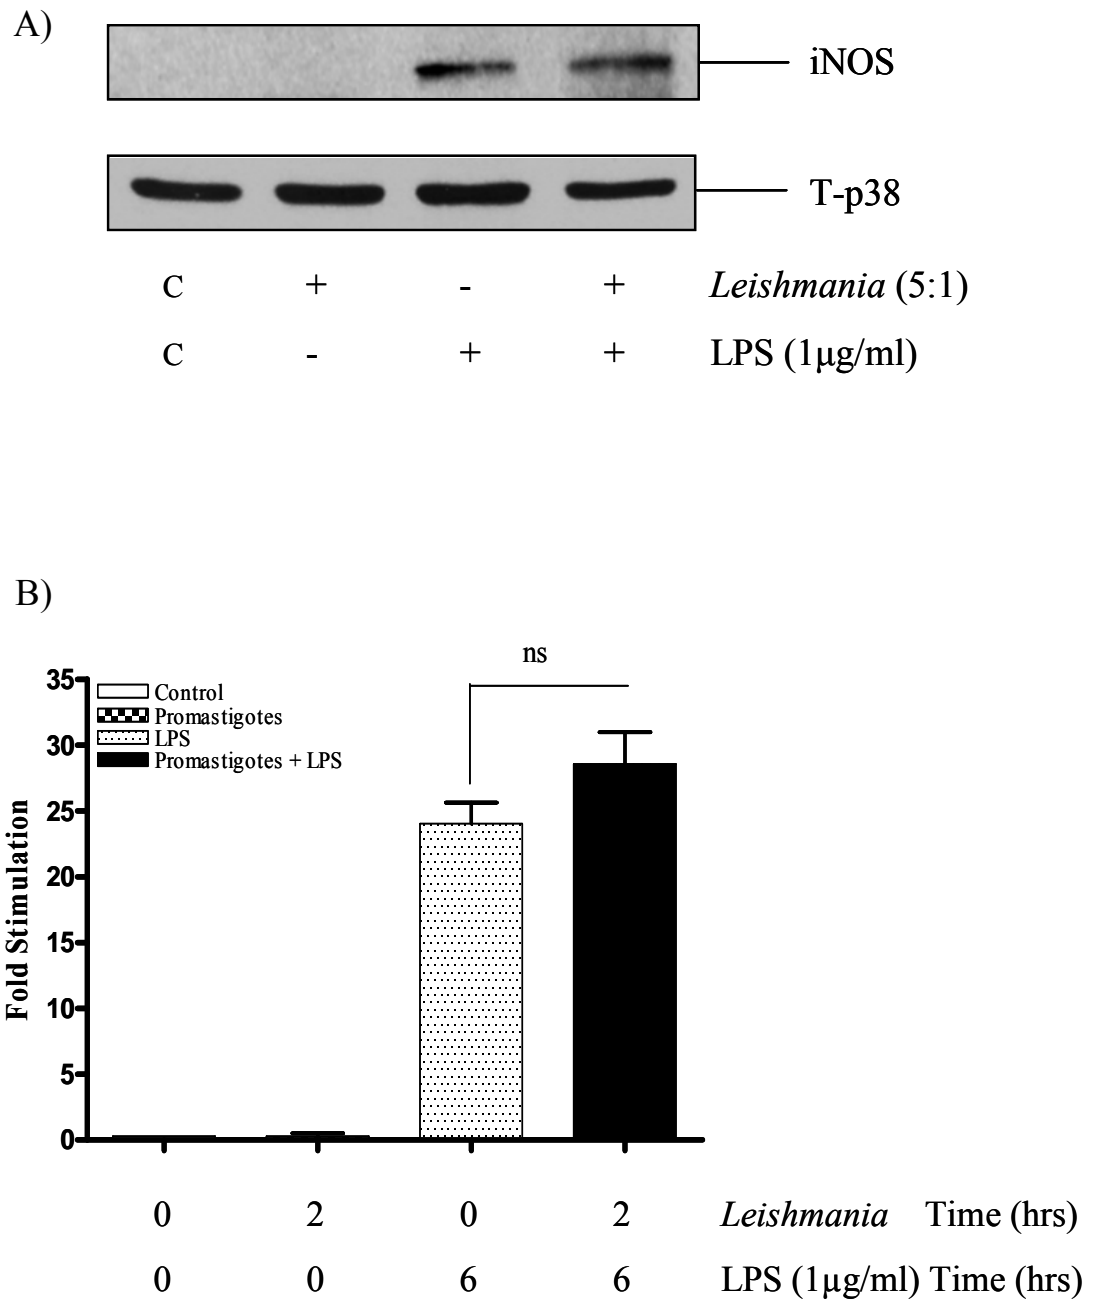 A)
iNOS
T-p38
C + - + Leishmania (5:1)
C - + + LPS (1µg/ml)
B)
ns
35
30
25
20
15
10
5
0
Control
Promastigotes
LPS
Promastigotes + LPS
Fold Stimulation
0 2 0 2 Leishmania Time (hrs)
0 0 6 6 LPS (1µg/ml) Time (hrs)